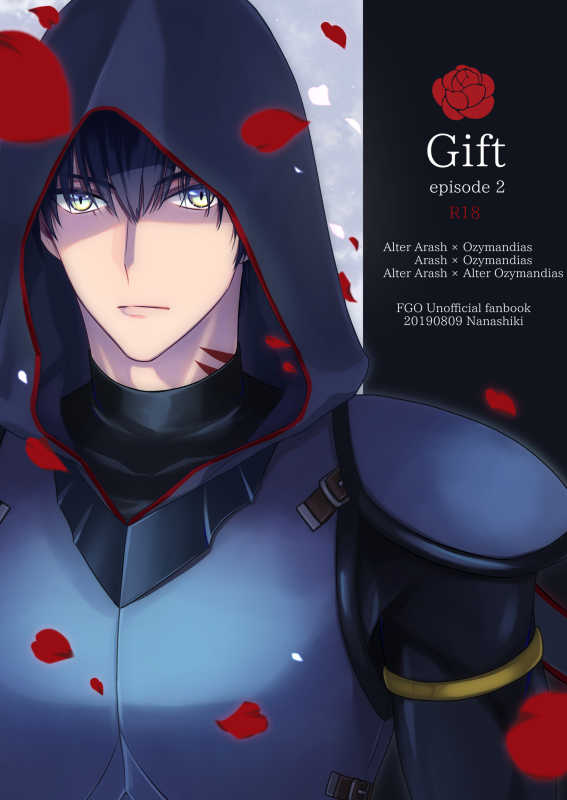 Gift
episode 2
R18
Alter Arash × Ozymandias
Arash × Ozymandias
Alter Arash × Alter Ozymandias
FGO Unofficial fanbook
20190809 Nanashiki